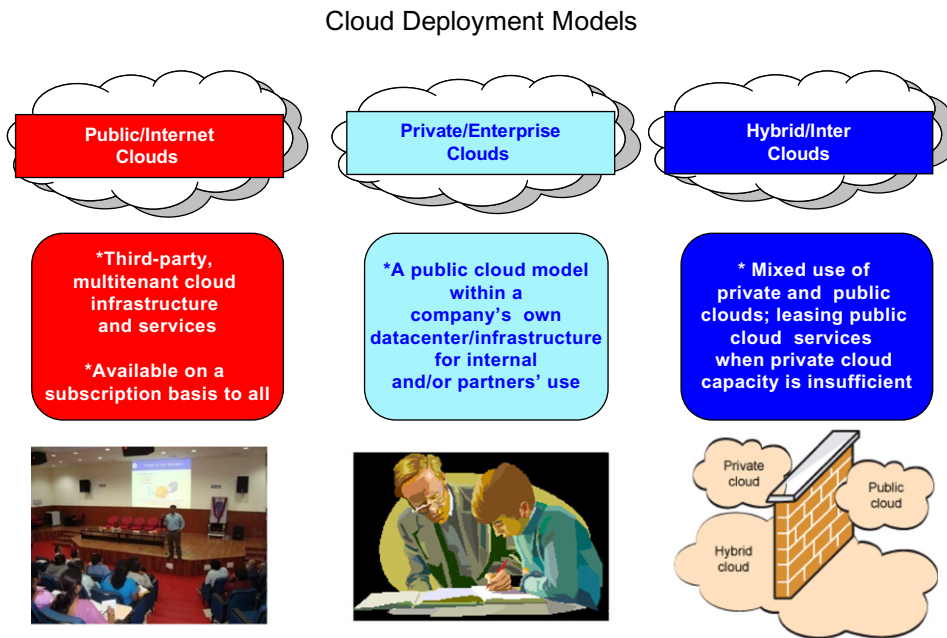 Cloud Deployment Models
Public/Internet
Clouds
Private/Enterprise
Clouds
Hybrid/Inter
Clouds
*Third-party,
multitenant cloud
infrastructure
and services
*Available on a
subscription basis to all
*A public cloud model
within a
company's own
datacenter/infrastructure
for internal
and/or partners' use
* Mixed use of
private and public
clouds; leasing public
cloud services
when private cloud
capacity is insufficient
Private
cloud
Public
cloud
Hybrid
cloud